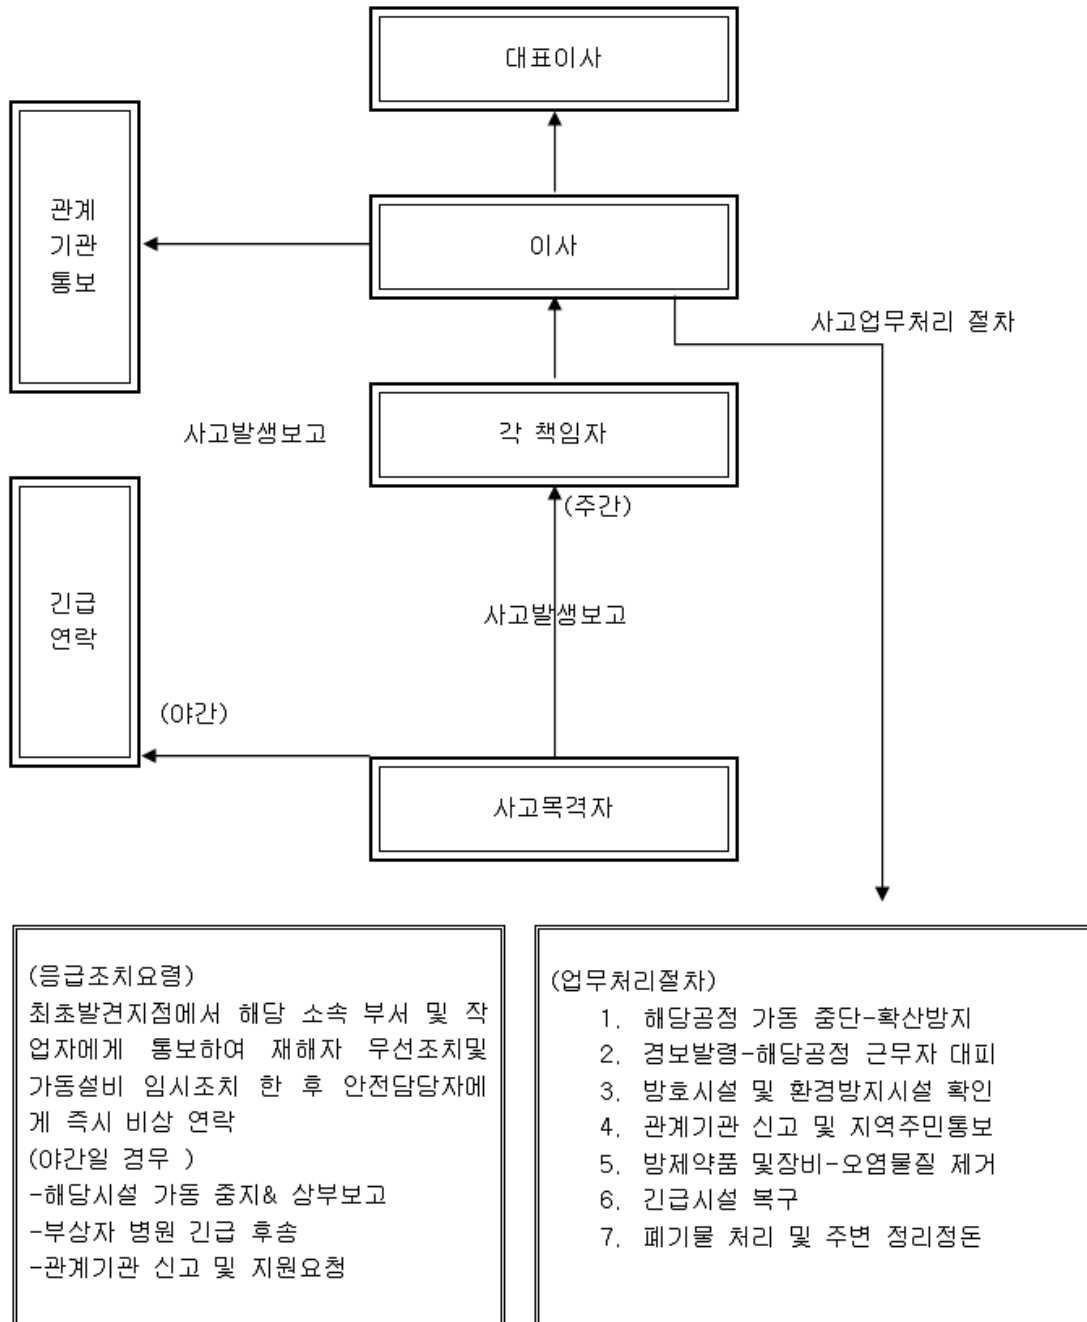 대표이사
관계
기관
통보
이사
사고업무처리 절차
사고발생보고
각 책임자
(주간)
긴급
연락
사고발생보고
(야간)
사고목격자
(응급조치요령)
최초발견지점에서 해당 소속 부서 및 작
업자에게 통보하여 재해자 우선조치및
가동설비 임시조치 한 후 안전담당자에
게 즉시 비상 연락
(야간일 경우 )
-해당시설 가동 중지& 상부보고
-부상자 병원 긴급 후송
-관계기관 신고 및 지원요청
(업무처리절차)
1. 해당공정 가동 중단-확산방지
2. 경보발령-해당공정 근무자 대피
3. 방호시설 및 환경방지시설 확인
4. 관계기관 신고 및 지역주민통보
5. 방제약품 및장비-오염물질 제거
6. 긴급시설 복구
7. 폐기물 처리 및 주변 정리정돈